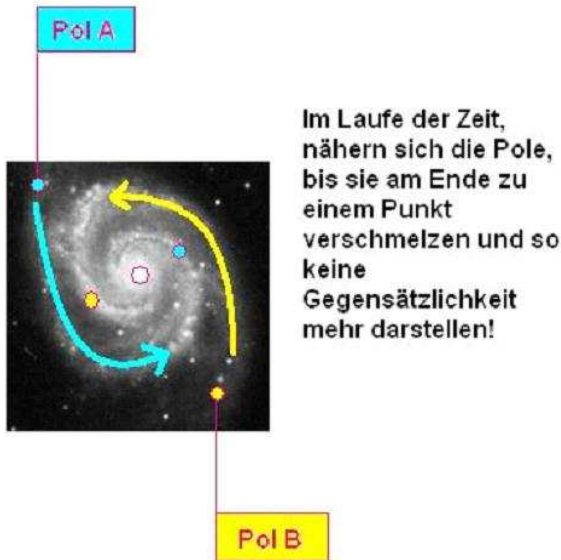 Pol A
Im Laufe der Zeit,
nähern sich die Pole,
bis sie am Ende zu
einem Punkt
verschmelzen und so
keine
Gegensätzlichkeit
mehr darstellen!
Pol B